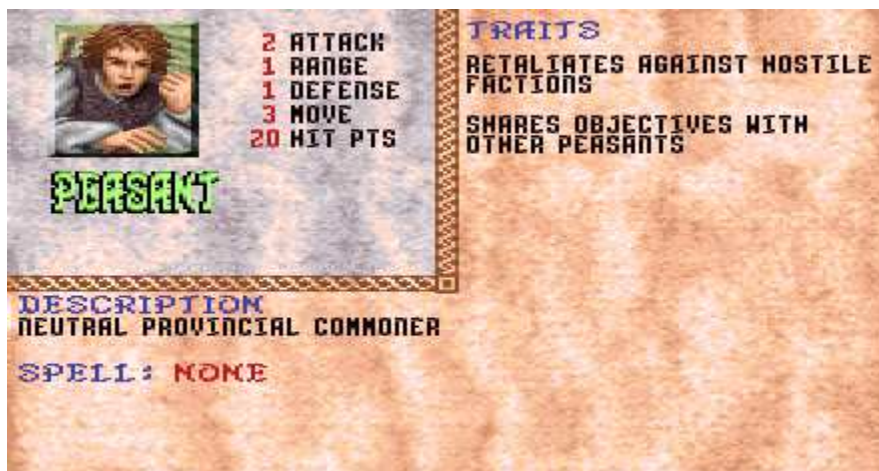 2 ATTACK
1 RANGE
1 DEFENSE
3 MOVE
20 HIT PTS
PEASANT
TRAITS
RETALIATES AGAINST HOSTILE
FACTIONS
SHARES OBJECTIVES WITH
OTHER PEASANTS
DESCRIPTION
NEUTRAL PROVINCIAL COMMONER
SPELL: NONE